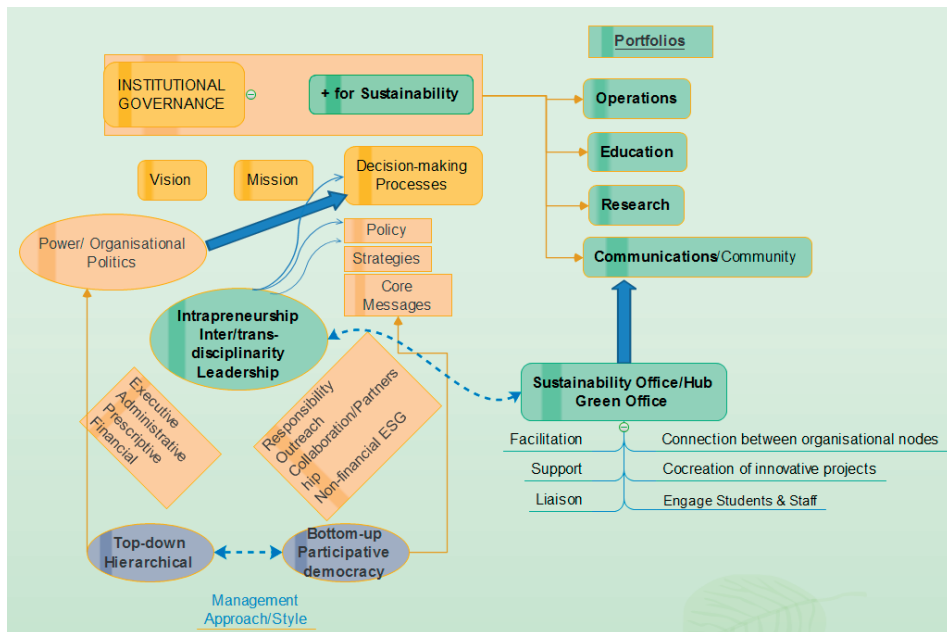 Portfolios
INSTITUTIONAL
GOVERNANCE
+ for Sustainability
Operations
Education
Research
Communications/Community
Vision
Mission
Decision-making
Processes
Power/ Organisational
Politics
Policy
Strategies
Core
Messages
Intrapreneurship
Inter/trans-
disciplinarity
Leadership
Executive
Administrative
Prescriptive
Financial
Responsibility
Outreach
Collaboration/Partners
hip
Non-financial ESG
Sustainability Office/Hub
Green Office
Facilitation
Connection between organisational nodes
Support
Cocreation of innovative projects
Liaison
Engage Students & Staff
Top-down
Hierarchical
Bottom-up
Participative
democracy
Management
Approach/Style